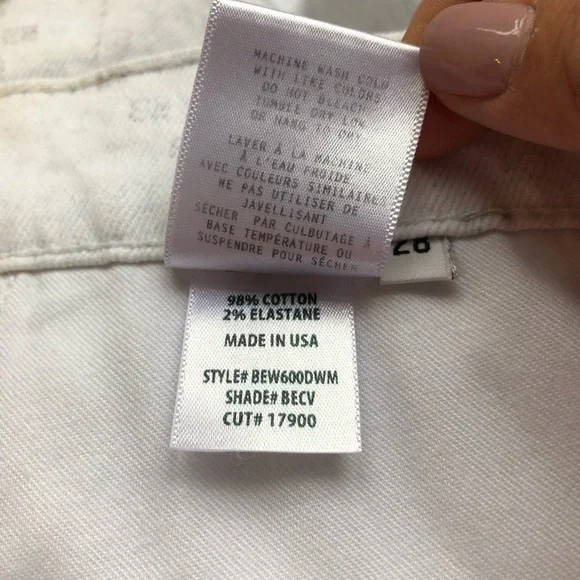 MACHINE WASH COLD
WITH LIKE COLORS
DO NOT BLEACH
TUMBLE DRY LOW
OR HANG TO DRY
LAVER À LA MACHINE
À L'EAU FROIDE
AVEC COULEURS SIMILAIRES
NE PAS UTILISER DE
JAVELLISANT
SÉCHER PAR CULBUTAGE À
BASE TEMPÉRATURE OU
SUSPENDRE POUR SÉCHER
28
98% COTTON
2% ELASTANE
MADE IN USA
STYLE# BEW600DWM
SHADE# BECV
CUT# 17900